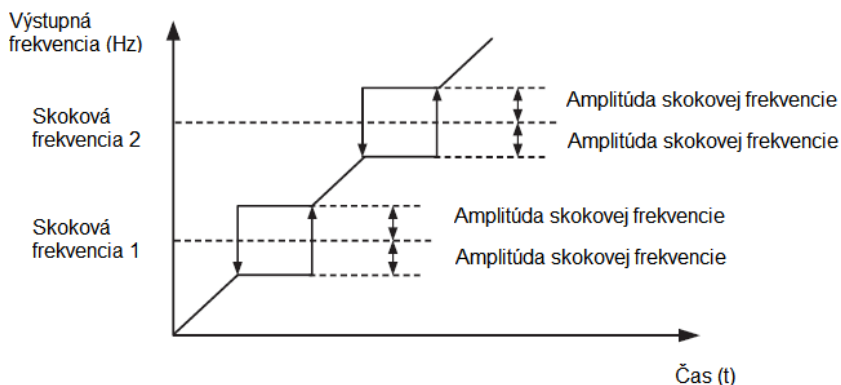 Výstupná
frekvencia (Hz)
Skoková
frekvencia 2
Amplitúda skokovej frekvencie
Amplitúda skokovej frekvencie
Skoková
frekvencia 1
Amplitúda skokovej frekvencie
Amplitúda skokovej frekvencie
Čas (t)